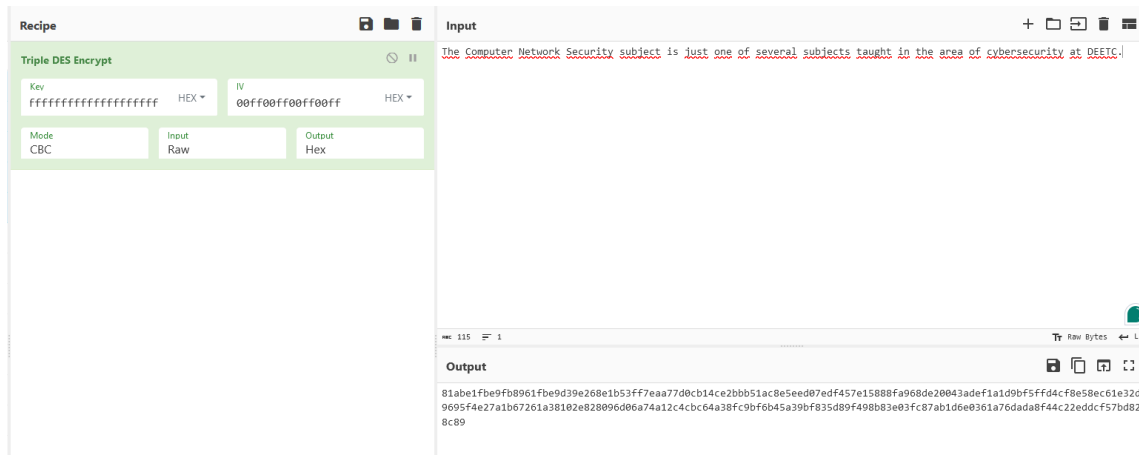 Recipe
Input
Triple DES Encrypt
Key
ffffffffffffffffffff
HEX
IV
00ff00ff00ff00ff
HEX
Mode
CBC
Input
Raw
Output
Hex
The Computer Network Security subject is just one of several subjects taught in the area of cybersecurity at DEETC.
ABC 115 1
Tт Raw Bytes L
Output
81abe1fbe9fb8961fbe9d39e268e1b53ff7eaa77d0cb14ce2bbb51ac8e5eed07edf457e15888fa968de20043adef1a1d9bf5ffd4cf8e58ec61e32d
9695f4e27a1b67261a38102e828096d06a74a12c4cbc64a38fc9bf6b45a39bf835d89f498b83e03fc87ab1d6e0361a76dada8f44c22eddcf57bd82
8c89